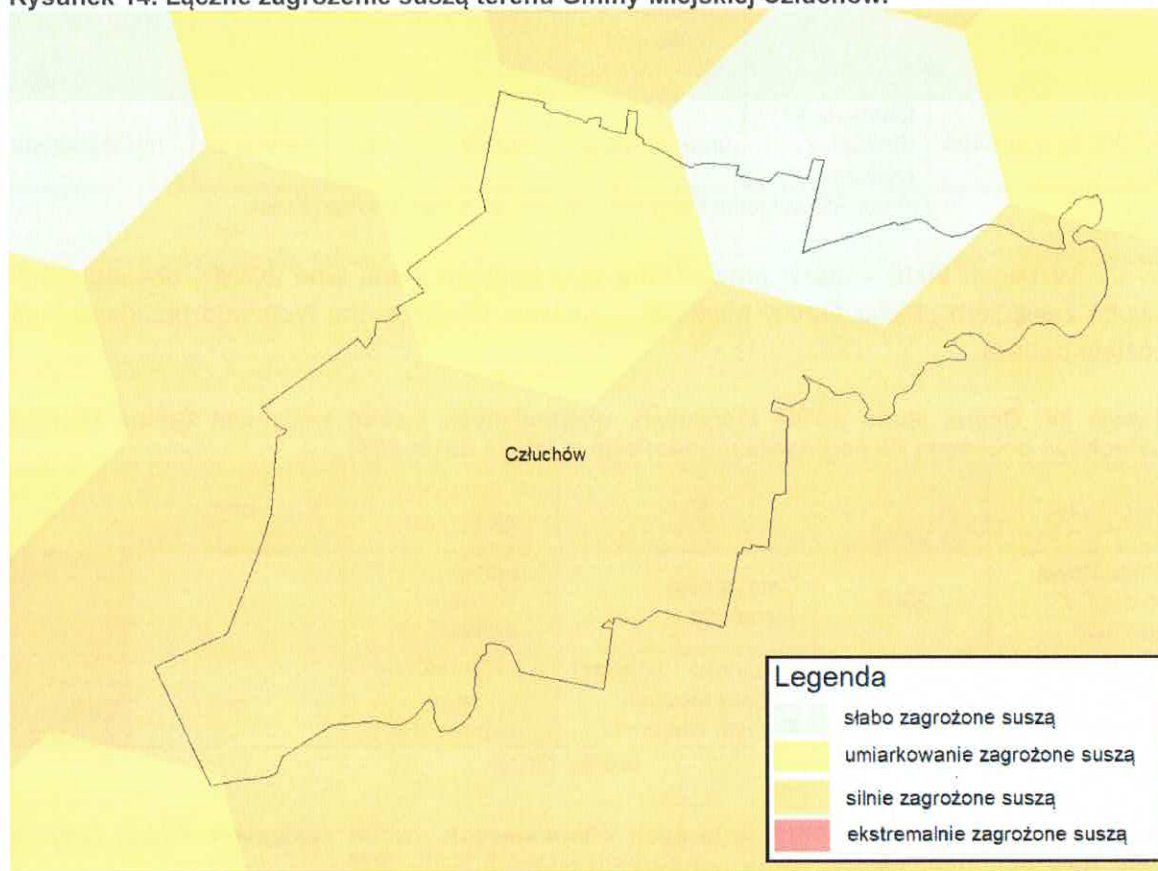 Rysunek 14. Łączne zagrożenie suszą terenu Gminy Miejskiej Człuchów.
Człuchów
Legenda
słabo zagrożone suszą
umiarkowanie zagrożone suszą
silnie zagrożone suszą
ekstremalnie zagrożone suszą